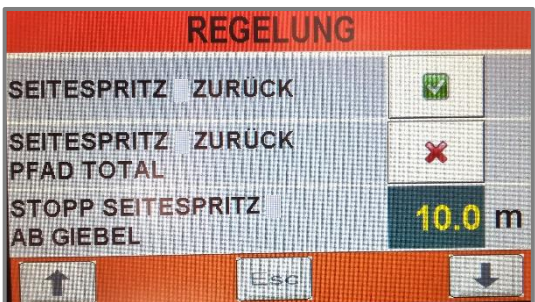 REGELUNG
SEITESPRITZ ZURÜCK
SEITESPRITZ ZURÜCK
PFAD TOTAL
STOPP SEITESPRITZ
AB GIEBEL
10.0 m
Esc